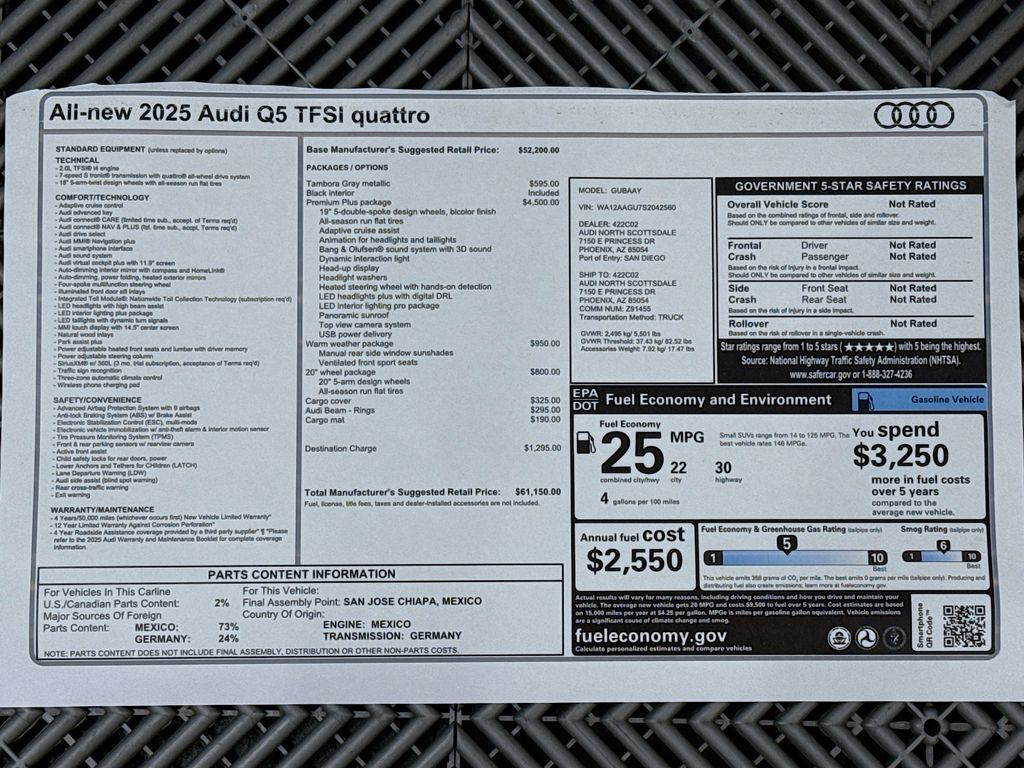 All-new 2025 Audi Q5 TFSI quattro
STANDARD EQUIPMENT (unless replaced by options)
TECHNICAL
- 2.0L TFSI® I4 engine
- 7-speed S tronic® transmission with quattro® all-wheel drive system
- 18" 5-arm-twist design wheels with all-season run flat tires
COMFORT/TECHNOLOGY
- Adaptive cruise control
- Audi advanced key
- Audi connect® CARE (limited time sub., accept. of Terms req'd)
- Audi connect® NAV & PLUS (ltd. time sub., accpt. Terms req'd)
- Audi drive select
- Audi MMI® Navigation plus
- Audi smartphone interface
- Audi sound system
- Audi virtual cockpit plus with 11.9" screen
- Auto-dimming interior mirror with compass and HomeLink®
- Auto-dimming, power folding, heated exterior mirrors
- Four-spoke multifunction steering wheel
- Illuminated front door sill inlays
- Integrated Toll Module®: Nationwide Toll Collection Technology (subscription req'd)
- LED headlights with high beam assist
- LED interior lighting plus package
- LED taillights with dynamic turn signals
- MMI touch display with 14.5" center screen
- Natural wood inlays
- Park assist plus
- Power adjustable heated front seats and lumbar with driver memory
- Power adjustable steering column
- SiriusXM® w/ 360L (3 mo. trial subscription, acceptance of Terms req'd)
- Traffic sign recognition
- Three-zone automatic climate control
- Wireless phone charging pad
SAFETY/CONVENIENCE
- Advanced Airbag Protection System with 9 airbags
- Anti-lock Braking System (ABS) w/ Brake Assist
- Electronic Stabilization Control (ESC), multi-mode
- Electronic vehicle immobilization w/ anti-theft alarm & interior motion sensor
- Tire Pressure Monitoring System (TPMS)
- Front & rear parking sensors w/ rearview camera
- Active front assist
- Child safety locks for rear doors, power
- Lower Anchors and Tethers for CHildren (LATCH)
- Lane Departure Warning (LDW)
- Audi side assist (blind spot warning)
- Rear cross-traffic warning
- Exit warning
WARRANTY/MAINTENANCE
- 4 Years/50,000 miles (whichever occurs first) New Vehicle Limited Warranty*
- 12 Year Limited Warranty Against Corrosion Perforation*
- 4 Year Roadside Assistance coverage provided by a third party supplier* ¶ *Please
refer to the 2025 Audi Warranty and Maintenance Booklet for complete coverage
information.
Base Manufacturer's Suggested Retail Price: $52,200.00
PACKAGES / OPTIONS
Tambora Gray metallic $595.00
Black interior Included
Premium Plus package $4,500.00
19" 5-double-spoke design wheels, bicolor finish
All-season run flat tires
Adaptive cruise assist
Animation for headlights and taillights
Bang & Olufsen® sound system with 3D sound
Dynamic interaction light
Head-up display
Headlight washers
Heated steering wheel with hands-on detection
LED headlights plus with digital DRL
LED interior lighting pro package
Panoramic sunroof
Top view camera system
USB power delivery
Warm weather package $950.00
Manual rear side window sunshades
Ventilated front sport seats
20" wheel package $800.00
20" 5-arm design wheels
All-season run flat tires
Cargo cover $325.00
Audi Beam - Rings $295.00
Cargo mat $190.00
Destination Charge $1,295.00
Total Manufacturer's Suggested Retail Price: $61,150.00
Fuel, license, title fees, taxes and dealer-installed accessories are not included.
MODEL: GUBAAY
VIN: WA12AAGU7S2042560
DEALER: 422C02
AUDI NORTH SCOTTSDALE
7150 E PRINCESS DR
PHOENIX, AZ 85054
Port of Entry: SAN DIEGO
SHIP TO: 422C02
AUDI NORTH SCOTTSDALE
7150 E PRINCESS DR
PHOENIX, AZ 85054
COMM NUM: Z91455
Transportation Method: TRUCK
GVWR: 2,495 kg/ 5,501 lbs
GVWR Threshold: 37.43 kg/ 82.52 lbs
Accessories Weight: 7.92 kg/ 17.47 lbs
GOVERNMENT 5-STAR SAFETY RATINGS
Overall Vehicle Score Not Rated
Based on the combined ratings of frontal, side and rollover.
Should ONLY be compared to other vehicles of similar size and weight.
Frontal Driver Not Rated
Crash Passenger Not Rated
Based on the risk of injury in a frontal impact.
Should ONLY be compared to other vehicles of similar size and weight.
Side Front Seat Not Rated
Crash Rear Seat Not Rated
Based on the risk of injury in a side impact.
Rollover Not Rated
Based on the risk of rollover in a single-vehicle crash.
Star ratings range from 1 to 5 stars (★★★★★) with 5 being the highest.
Source: National Highway Traffic Safety Administration (NHTSA).
www.safercar.gov or 1-888-327-4236
EPA
DOT
Fuel Economy and Environment
Gasoline Vehicle
Fuel Economy
25 MPG
22
30
combined city/hwy city highway
4 gallons per 100 miles
Small SUVs range from 14 to 125 MPG. The
best vehicle rates 146 MPGe.
You spend
$3,250
more in fuel costs
over 5 years
compared to the
average new vehicle.
Annual fuel cost
$2,550
Fuel Economy & Greenhouse Gas Rating (tailpipe only)
5
1
10
Best
Smog Rating (tailpipe only)
6
1
10
Best
This vehicle emits 358 grams of CO2 per mile. The best emits 0 grams per mile (tailpipe only). Producing and
distributing fuel also create emissions; learn more at fueleconomy.gov.
Actual results will vary for many reasons, including driving conditions and how you drive and maintain your
vehicle. The average new vehicle gets 28 MPG and costs $9,500 to fuel over 5 years. Cost estimates are based on
15,000 miles per year at $4.25 per gallon. MPGe is miles per gasoline gallon equivalent. Vehicle emissions
are a significant cause of climate change and smog.
fueleconomy.gov
Calculate personalized estimates and compare vehicles
Smartphone
QR Code™
PARTS CONTENT INFORMATION
For Vehicles In This Carline
U.S./Canadian Parts Content: 2%
Major Sources Of Foreign
Parts Content: MEXICO: 73%
GERMANY: 24%
For This Vehicle:
Final Assembly Point: SAN JOSE CHIAPA, MEXICO
Country Of Origin:
ENGINE: MEXICO
TRANSMISSION: GERMANY
NOTE: PARTS CONTENT DOES NOT INCLUDE FINAL ASSEMBLY, DISTRIBUTION OR OTHER NON-PARTS COSTS.